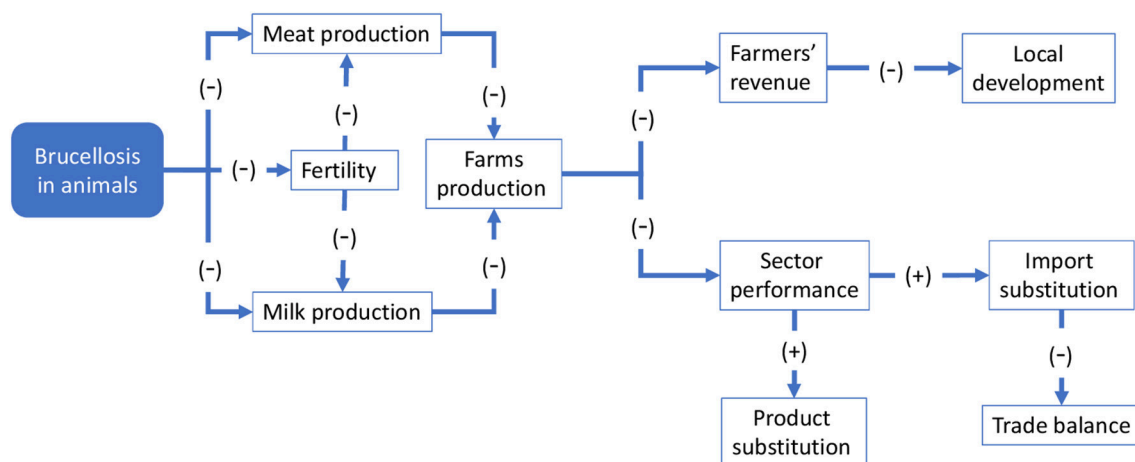 Meat production
Farmers'
revenue
(-)
Local
development
(-)
(-)
(-)
(-)
Brucellosis
in animals
(-)
Fertility
Farms
production
(-)
(-)
(-)
(-)
(-)
Sector
performance
(+)
Import
substitution
Milk production
(+)
(-)
Product
substitution
Trade balance